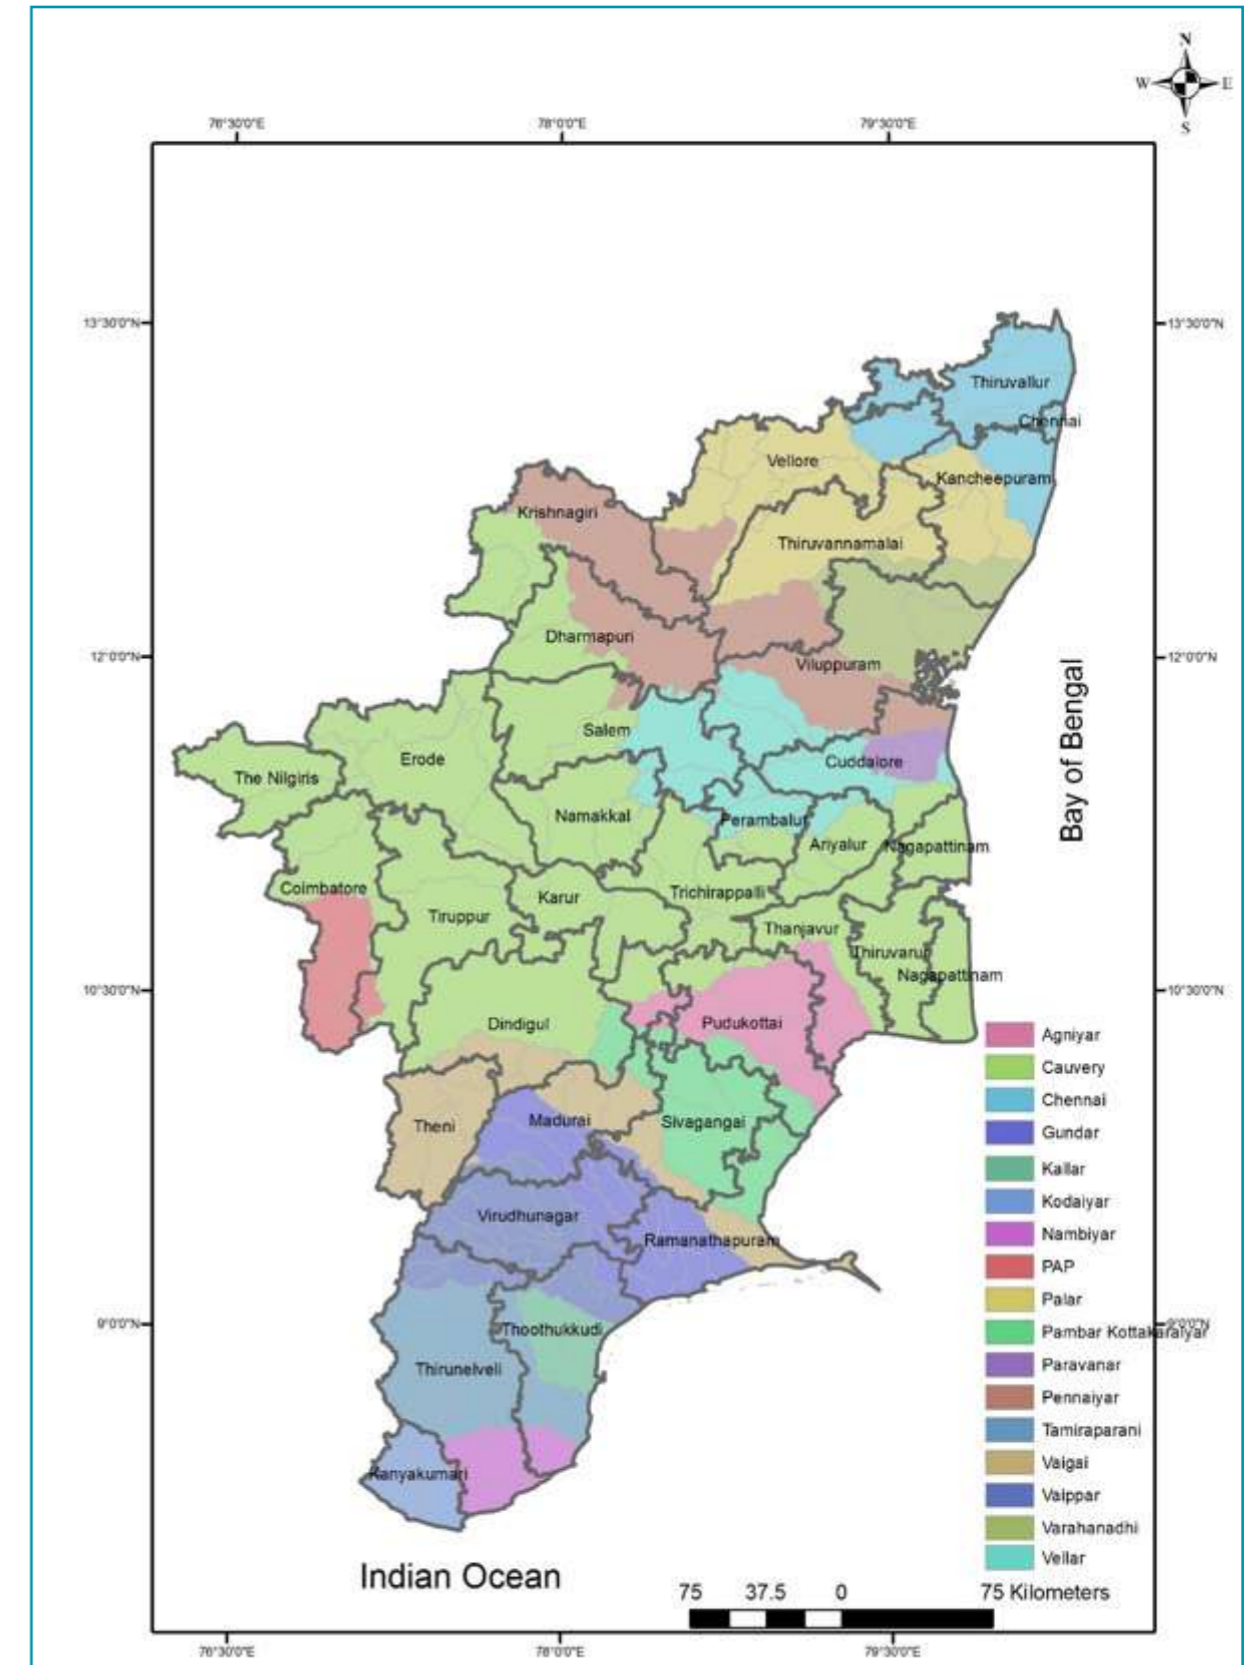 N
W E
S
76°30'0"E 78°0'0"E 79°30'0"E
13°30'0"N 13°30'0"N
Thiruvallur
Chennai
Vellore
Kancheepuram
Krishnagiri
Thiruvannamalai
Dharmapuri
12°0'0"N 12°0'0"N
Viluppuram
Bay of Bengal
Salem
Erode
Cuddalore
The Nilgiris
Namakkal
Perambalur
Ariyalur
Nagapattinam
Coimbatore
Karur
Trichirappalli
Tiruppur
Thanjavur
Thiruvarur
Nagapattinam
10°30'0"N 10°30'0"N
Dindigul
Pudukottai
Theni
Madurai
Sivagangai
Virudhunagar
Ramanathapuram
9°0'0"N 9°0'0"N
Thoothukkudi
Thirunelveli
Kanyakumari
Agniyar
Cauvery
Chennai
Gundar
Kallar
Kodaiyar
Nambiyar
PAP
Palar
Pambar Kottakaraiyar
Paravanar
Pennaiyar
Tamiraparani
Vaigai
Vaippar
Varahanadhi
Vellar
Indian Ocean
75 37.5 0 75 Kilometers
76°30'0"E 78°0'0"E 79°30'0"E